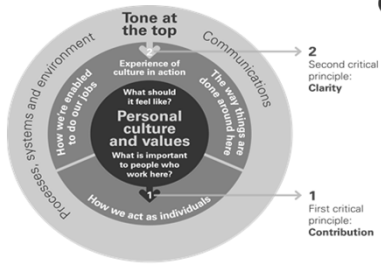 Tone at
the top
Processes, systems and environment
Communications
2
Experience of
culture in action
How we're enabled
to do our jobs
The way things are
done around here
What should
it feel like?
Personal
culture
and values
What is important
to people who
work here?
1
How we act as individuals
2
Second critical
principle:
Clarity
1
First critical
principle:
Contribution